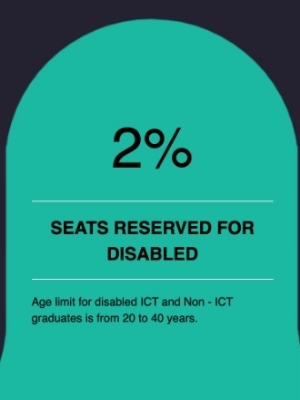 2%
SEATS RESERVED FOR
DISABLED
Age limit for disabled ICT and Non - ICT
graduates is from 20 to 40 years.